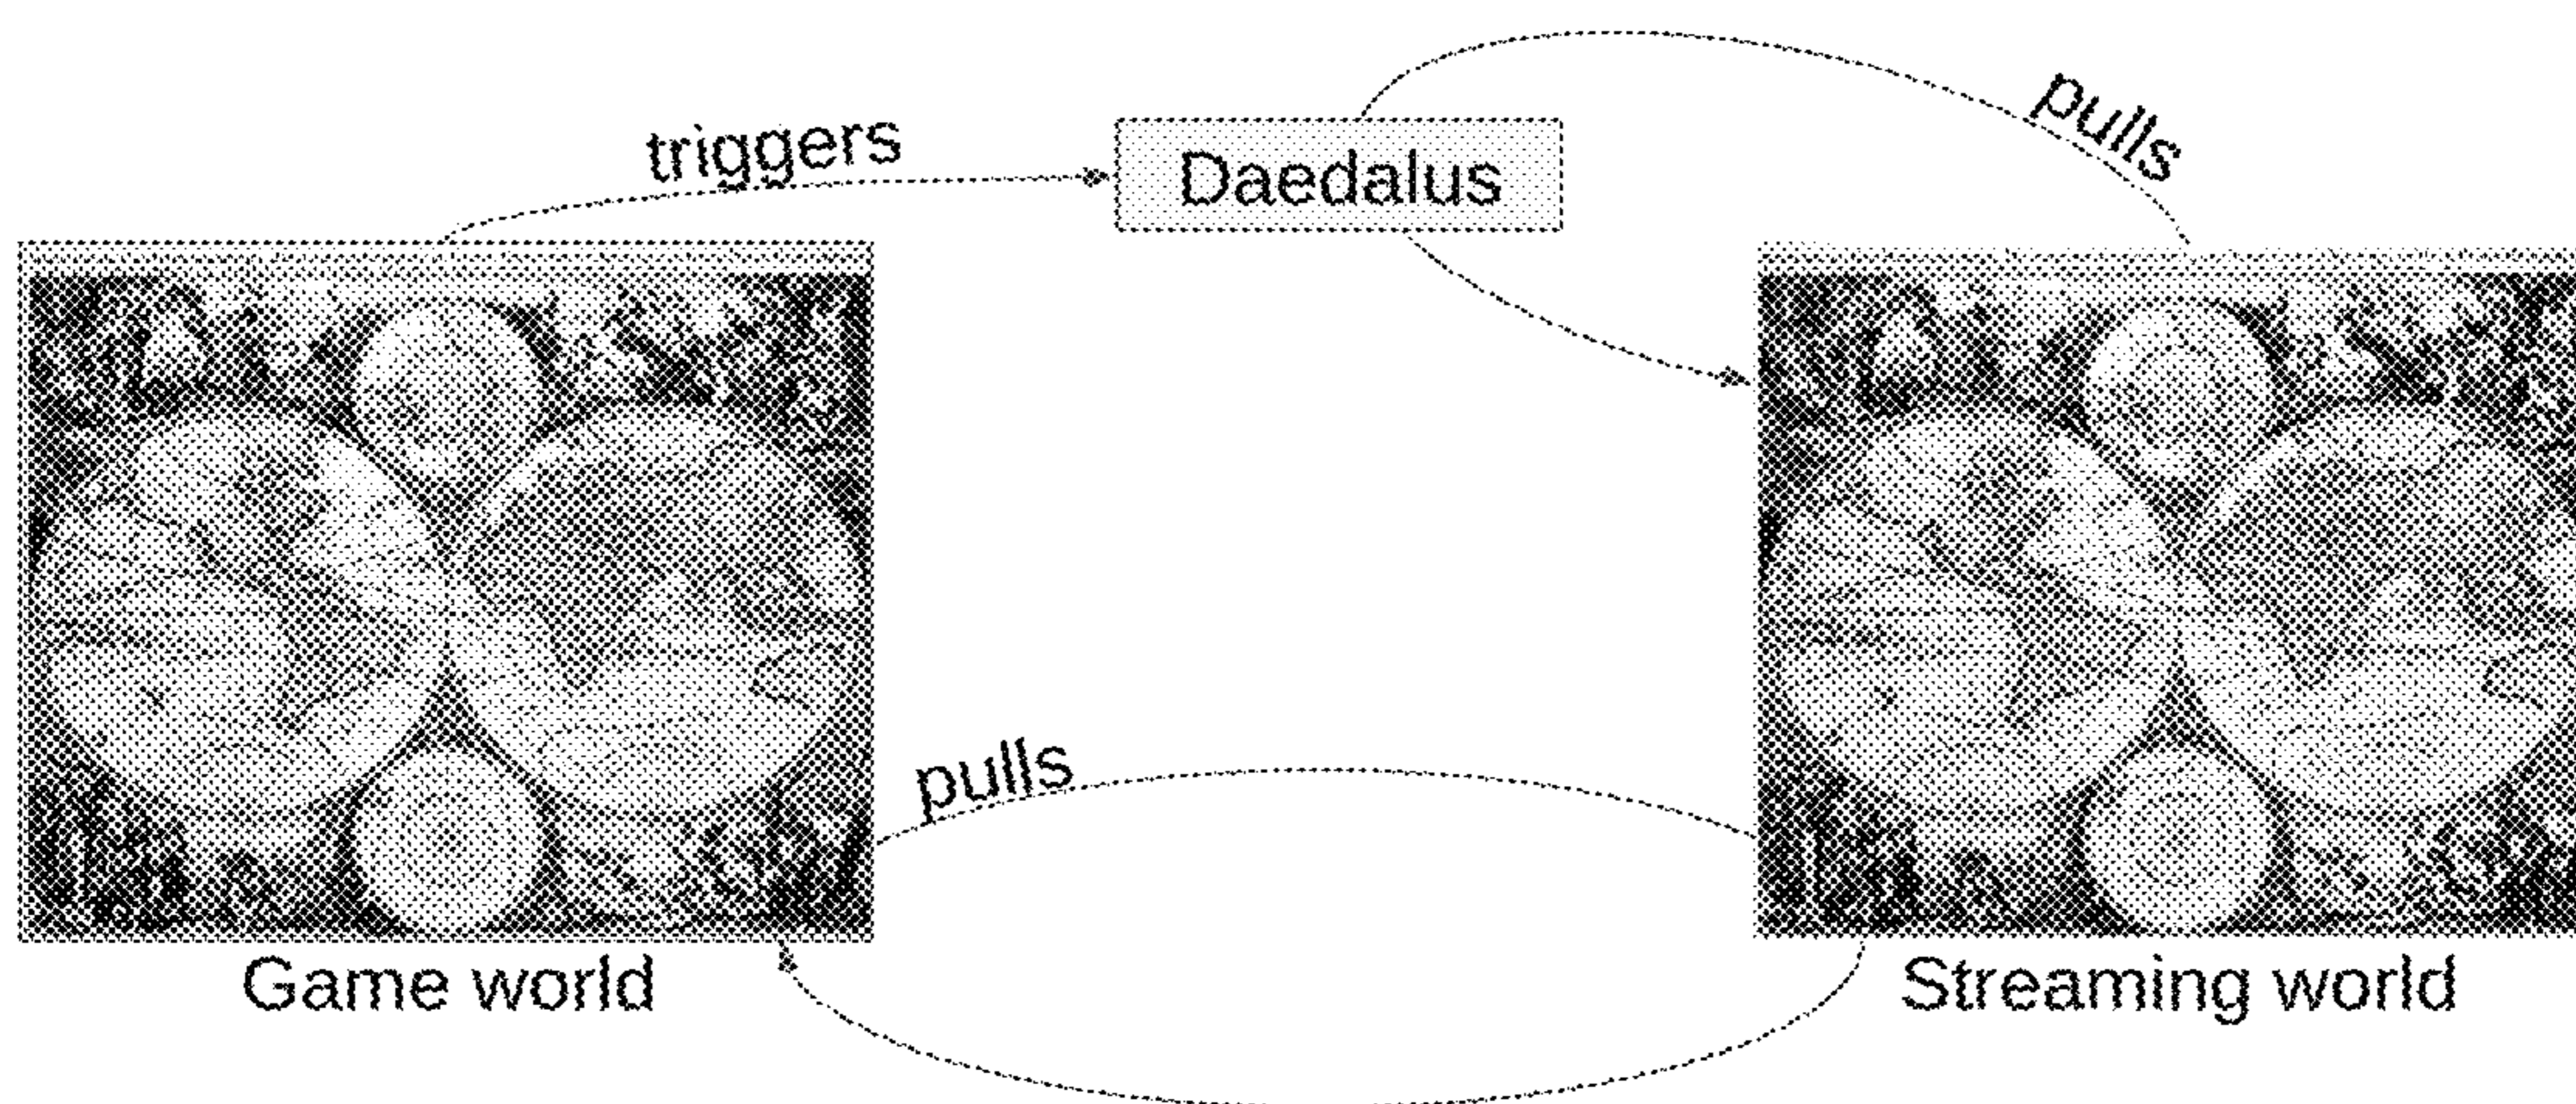 triggers
Daedalus
pulls
pulls
Game world
Streaming world